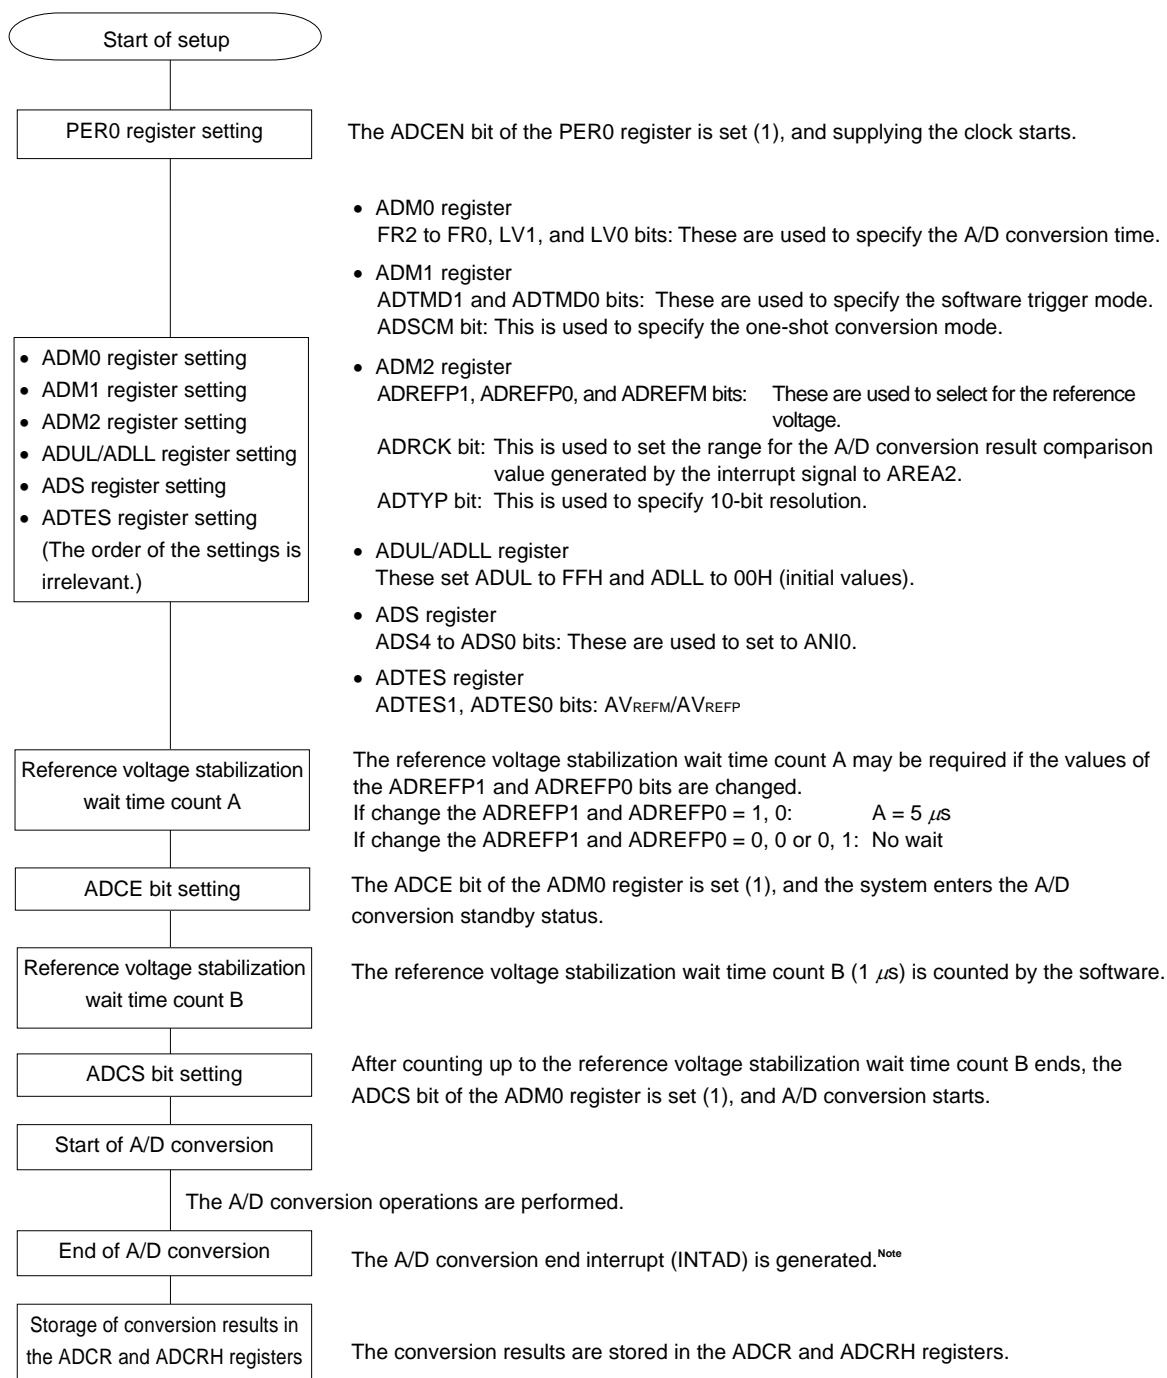 Start of setup
PER0 register setting
The ADCEN bit of the PER0 register is set (1), and supplying the clock starts.
• ADM0 register setting
• ADM1 register setting
• ADM2 register setting
• ADUL/ADLL register setting
• ADS register setting
• ADTES register setting
(The order of the settings is
irrelevant.)
• ADM0 register
FR2 to FR0, LV1, and LV0 bits: These are used to specify the A/D conversion time.
• ADM1 register
ADTMD1 and ADTMD0 bits: These are used to specify the software trigger mode.
ADSCM bit: This is used to specify the one-shot conversion mode.
• ADM2 register
ADREFP1, ADREFP0, and ADREFM bits: These are used to select for the reference
voltage.
ADRCK bit: This is used to set the range for the A/D conversion result comparison
value generated by the interrupt signal to AREA2.
ADTYP bit: This is used to specify 10-bit resolution.
• ADUL/ADLL register
These set ADUL to FFH and ADLL to 00H (initial values).
• ADS register
ADS4 to ADS0 bits: These are used to set to ANI0.
• ADTES register
ADTES1, ADTES0 bits: AVREFM/AVREFP
Reference voltage stabilization
wait time count A
The reference voltage stabilization wait time count A may be required if the values of
the ADREFP1 and ADREFP0 bits are changed.
If change the ADREFP1 and ADREFP0 = 1, 0: A = 5 μs
If change the ADREFP1 and ADREFP0 = 0, 0 or 0, 1: No wait
ADCE bit setting
The ADCE bit of the ADM0 register is set (1), and the system enters the A/D
conversion standby status.
Reference voltage stabilization
wait time count B
The reference voltage stabilization wait time count B (1 μs) is counted by the software.
ADCS bit setting
After counting up to the reference voltage stabilization wait time count B ends, the
ADCS bit of the ADM0 register is set (1), and A/D conversion starts.
Start of A/D conversion
The A/D conversion operations are performed.
End of A/D conversion
The A/D conversion end interrupt (INTAD) is generated.Note
Storage of conversion results in
the ADCR and ADCRH registers
The conversion results are stored in the ADCR and ADCRH registers.